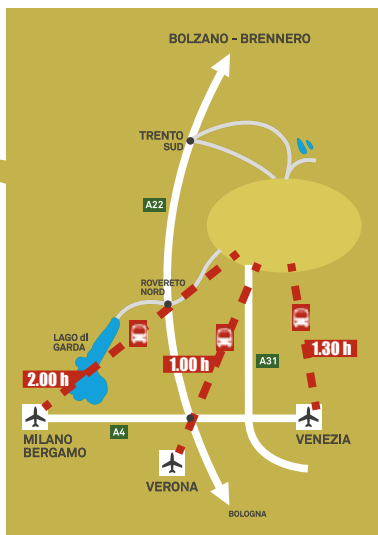 BOLZANO - BRENNERO
TRENTO
SUD
A22
ROVERETO
NORD
LAGO di
GARDA
1.30 h
1.00 h
A31
2.00 h
MILANO
BERGAMO
A4
VENEZIA
VERONA
BOLOGNA